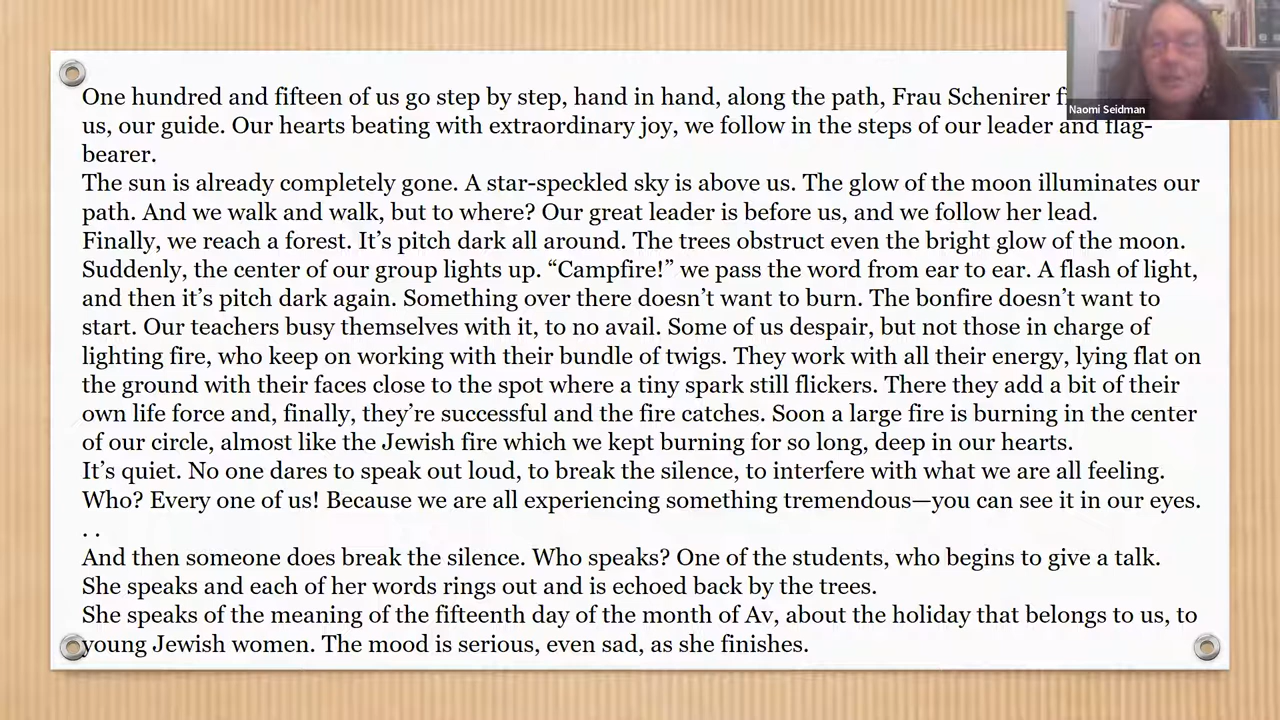 One hundred and fifteen of us go step by step, hand in hand, along the path, Frau Schenirer
Naomi Seidman
us, our guide. Our hearts beating with extraordinary joy, we follow in the steps of our leader and flag-
bearer.
The sun is already completely gone. A star-speckled sky is above us. The glow of the moon illuminates our
path. And we walk and walk, but to where? Our great leader is before us, and we follow her lead.
Finally, we reach a forest. It’s pitch dark all around. The trees obstruct even the bright glow of the moon.
Suddenly, the center of our group lights up. “Campfire!” we pass the word from ear to ear. A flash of light,
and then it’s pitch dark again. Something over there doesn’t want to burn. The bonfire doesn’t want to
start. Our teachers busy themselves with it, to no avail. Some of us despair, but not those in charge of
lighting fire, who keep on working with their bundle of twigs. They work with all their energy, lying flat on
the ground with their faces close to the spot where a tiny spark still flickers. There they add a bit of their
own life force and, finally, they’re successful and the fire catches. Soon a large fire is burning in the center
of our circle, almost like the Jewish fire which we kept burning for so long, deep in our hearts.
It’s quiet. No one dares to speak out loud, to break the silence, to interfere with what we are all feeling.
Who? Every one of us! Because we are all experiencing something tremendous—you can see it in our eyes.
. .
And then someone does break the silence. Who speaks? One of the students, who begins to give a talk.
She speaks and each of her words rings out and is echoed back by the trees.
She speaks of the meaning of the fifteenth day of the month of Av, about the holiday that belongs to us, to
young Jewish women. The mood is serious, even sad, as she finishes.